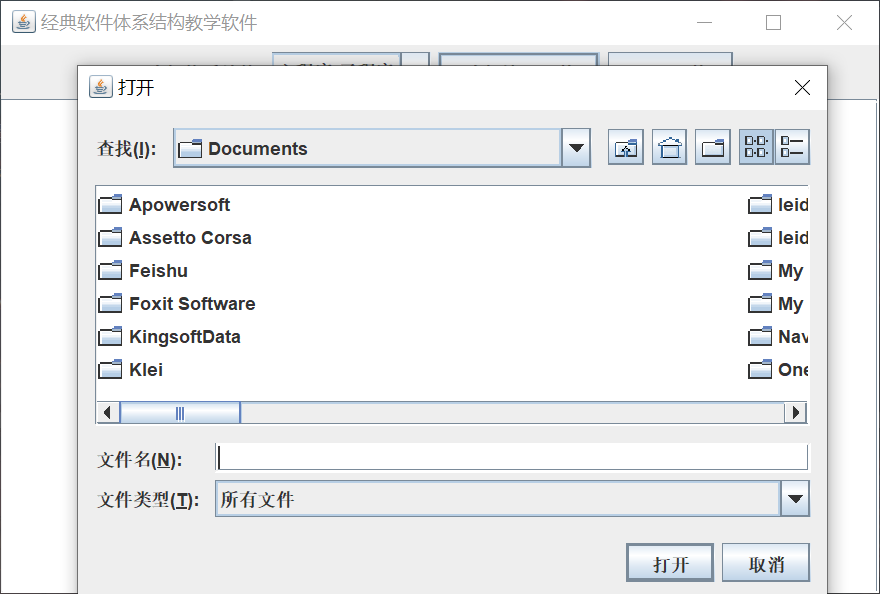 经典软件体系结构教学软件
打开
查找(I):
Documents
Apowersoft
Assetto Corsa
Feishu
Foxit Software
KingsoftData
Klei
leid
leid
My
My
Nav
One
文件名(N):
文件类型(T):
所有文件
打开
取消